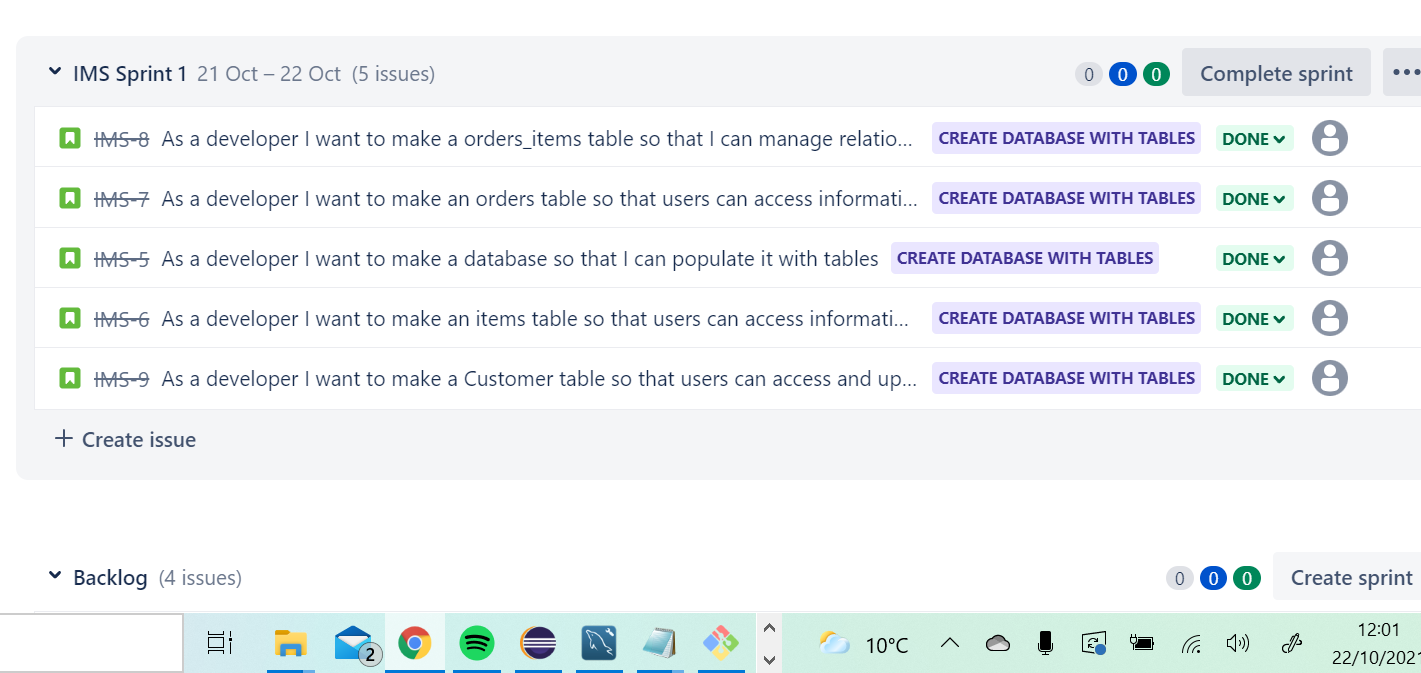 IMS Sprint 1 21 Oct – 22 Oct (5 issues) 0 0 0 Complete sprint •••
IMS-8 As a developer I want to make a orders_items table so that I can manage relatio... CREATE DATABASE WITH TABLES DONE
IMS-7 As a developer I want to make an orders table so that users can access informati... CREATE DATABASE WITH TABLES DONE
IMS-5 As a developer I want to make a database so that I can populate it with tables CREATE DATABASE WITH TABLES DONE
IMS-6 As a developer I want to make an items table so that users can access informati... CREATE DATABASE WITH TABLES DONE
IMS-9 As a developer I want to make a Customer table so that users can access and up... CREATE DATABASE WITH TABLES DONE
+ Create issue
Backlog (4 issues) 0 0 0 Create sprint
2 10°C 12:01
22/10/2021